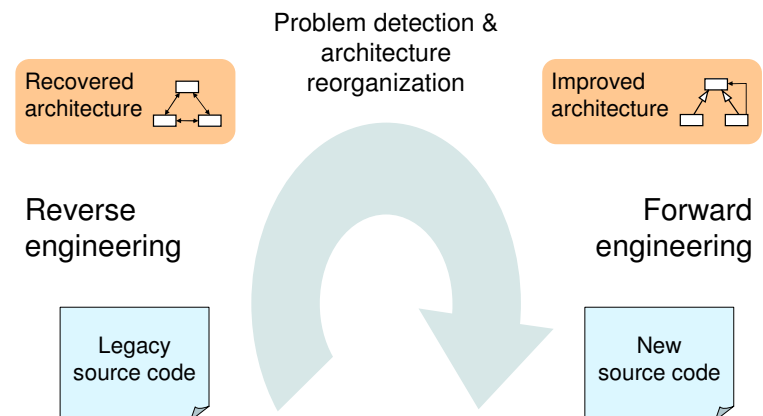 Problem detection &
architecture
reorganization
Recovered
architecture
Improved
architecture
Reverse
engineering
Forward
engineering
Legacy
source code
New
source code